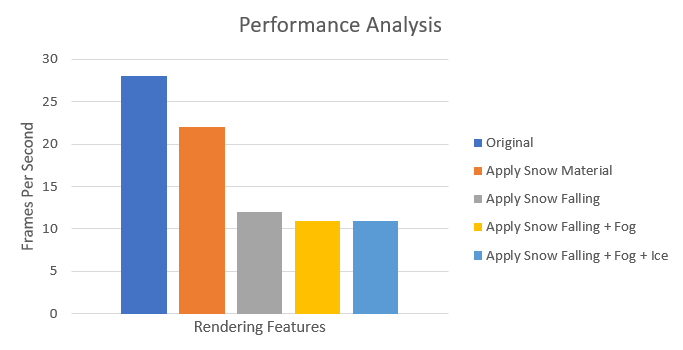 Performance Analysis
30
25
20
15
10
5
0
Frames Per Second
Rendering Features
Original
Apply Snow Material
Apply Snow Falling
Apply Snow Falling + Fog
Apply Snow Falling + Fog + Ice